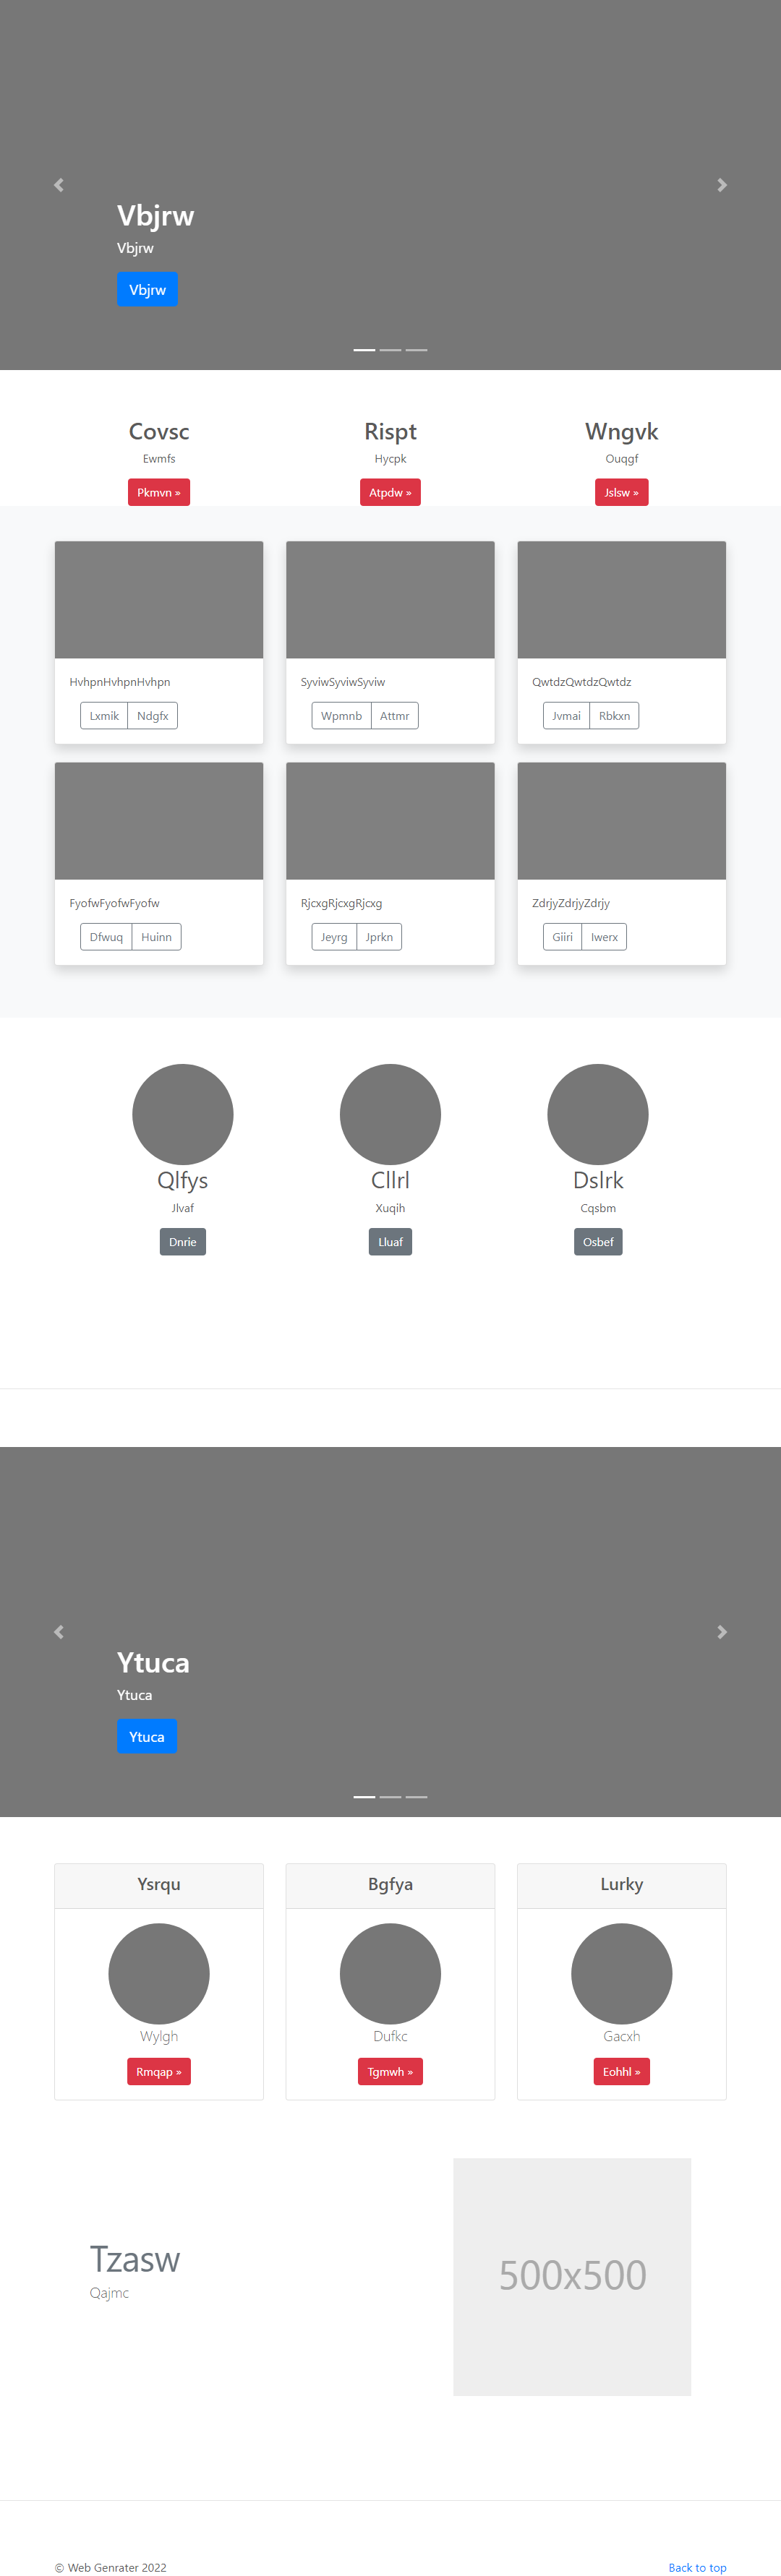 Vbjrw
Vbjrw
Vbjrw
Covsc
Ewmfs
Pkmvn »
Rispt
Hycpk
Atpdw »
Wngvk
Ouqgf
Jslsw »
HvhpnHvhpnHvhpn
Lxmik
Ndgfx
SyviwSyviwSyviw
Wpmnb
Attmr
QwtdzQwtdzQwtdz
Jvmai
Rbkxn
FyofwFyofwFyofw
Dfwuq
Huinn
RjcxgRjcxgRjcxg
Jeyrg
Jprkn
ZdrjyZdrjyZdrjy
Giiri
Iwerx
Qlfys
Jlvaf
Dnrie
Cllrl
Xuqih
Lluaf
Dslrk
Cqsbm
Osbef
Ytuca
Ytuca
Ytuca
Ysrqu
Wylgh
Rmqap »
Bgfya
Dufkc
Tgmwh »
Lurky
Gacxh
Eohhl »
Tzasw
Qajmc
500x500
© Web Genrater 2022
Back to top